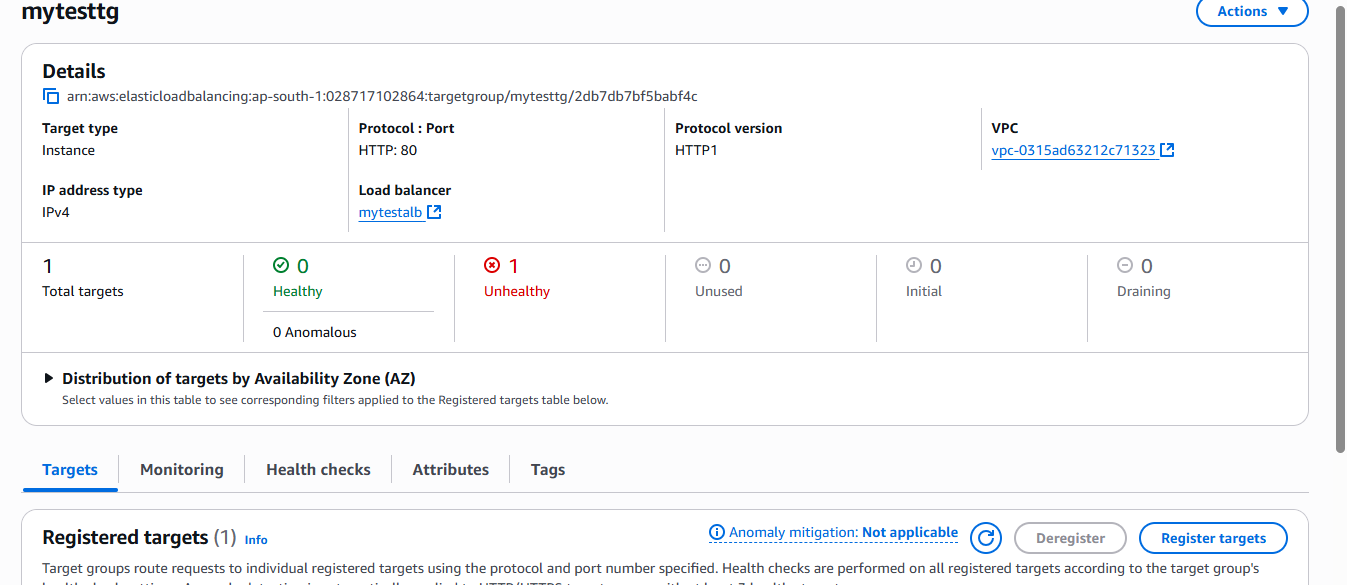 mytesttg
Actions
Details
arn:aws:elasticloadbalancing:ap-south-1:028717102864:targetgroup/mytesttg/2db7db7bf5babf4c
Target type
Instance
Protocol : Port
HTTP: 80
Protocol version
HTTP1
VPC
vpc-0315ad63212c71323
IP address type
IPv4
Load balancer
mytestalb
1
Total targets
0
Healthy
0 Anomalous
1
Unhealthy
0
Unused
0
Initial
0
Draining
Distribution of targets by Availability Zone (AZ)
Select values in this table to see corresponding filters applied to the Registered targets table below.
Targets
Monitoring
Health checks
Attributes
Tags
Registered targets (1) Info
Anomaly mitigation: Not applicable
Deregister
Register targets
Target groups route requests to individual registered targets using the protocol and port number specified. Health checks are performed on all registered targets according to the target group's